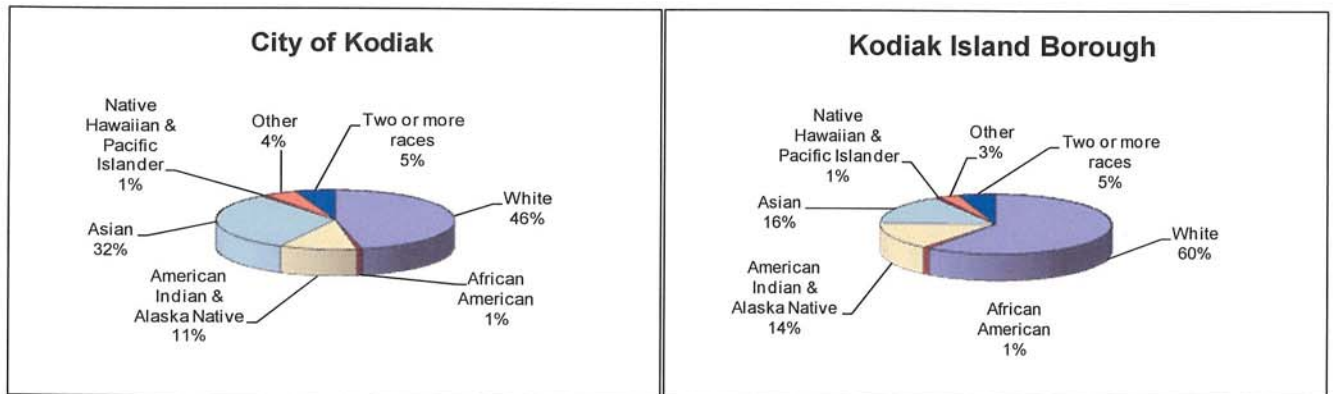 City of Kodiak
Native
Hawaiian &
Pacific
Islander
1%
Other
4%
Two or more
races
5%
White
46%
Asian
32%
American
Indian &
Alaska Native
11%
African
American
1%
Kodiak Island Borough
Native
Hawaiian &
Pacific Islander
1%
Other
3%
Two or more
races
5%
Asian
16%
White
60%
American
Indian &
Alaska Native
14%
African
American
1%